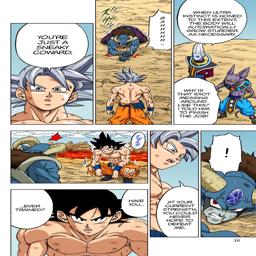 YOU'RE
JUST A
SNEAKY
COWARD.
GAHHHH
WHEN ULTRA
INSTINCT IS
HONED TO
THIS EXTENT,
THE BODY WILL
AUTOMATICALLY
GROW STURDIER
AS NECESSARY.
WHY IS
THAT IDIOT
MESSING
AROUND
LIKE THIS?
I TOLD HIM
TO FINISH
THE JOB!
AT YOUR
CURRENT
STRENGTH,
YOU COULD
NEVER
HOPE TO
DEFEAT
ME.
HAVE
YOU...
...EVER
TRAINED?